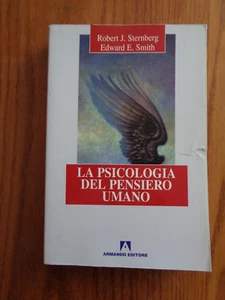 Robert J. Sternberg
Edward E. Smith
LA PSICOLOGIA
DEL PENSIERO
UMANO
ARMANDO EDITORE